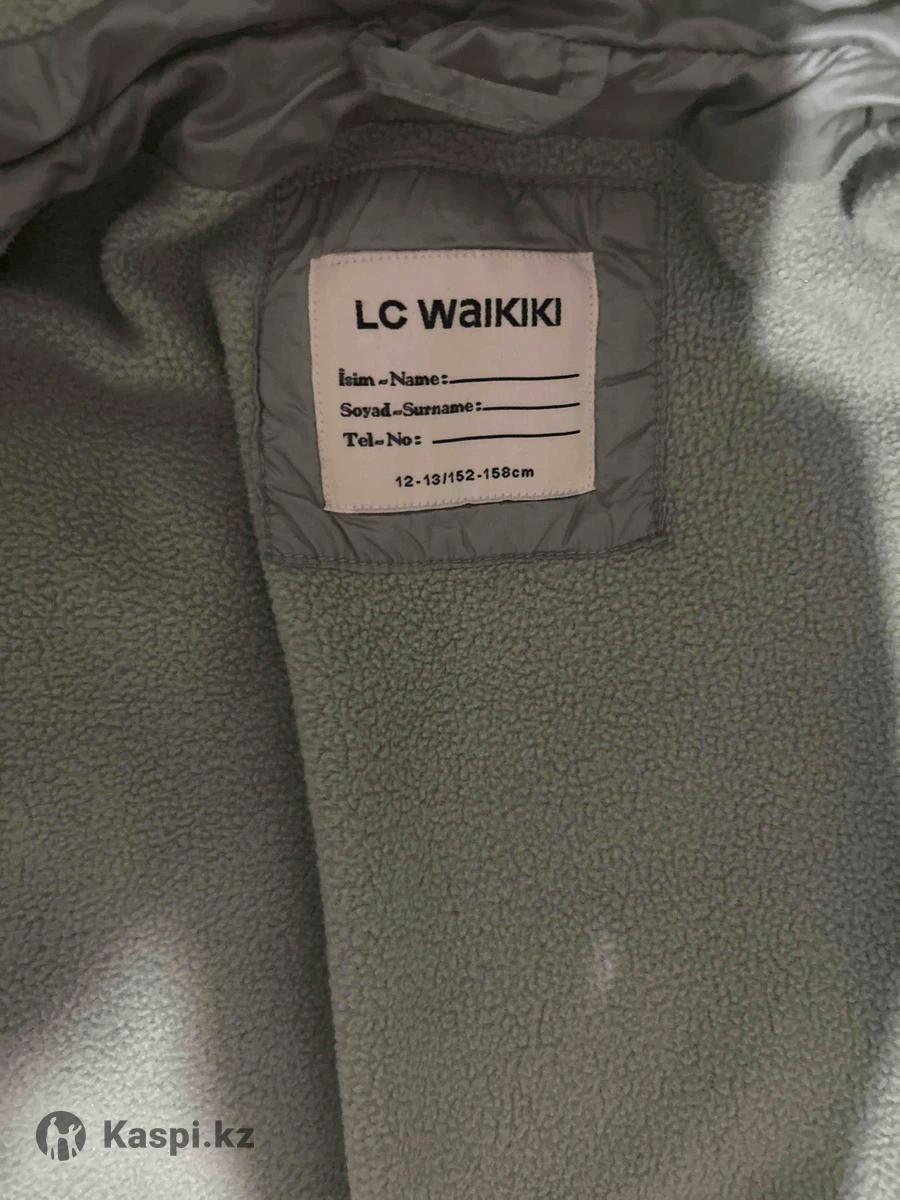 LC Waikiki
İsim-Name:
Soyad-Surname:
Tel-No:
12-13/152-158cm
Kaspi.kz